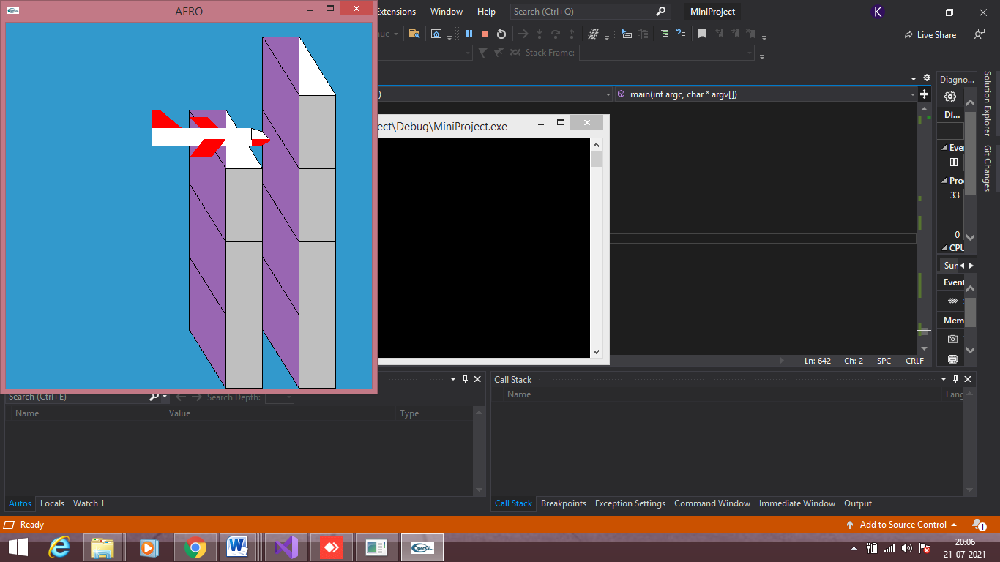 AERO
Extensions Window Help Search (Ctrl+Q) MiniProject K
Live Share
Stack Frame:
main(int argc, char * argv[])
Diagno...
Solution Explorer
Git Changes
Di...
ect\Debug\MiniProject.exe
Even
Pro
33
0
CPU
Sur
Event
Mem
Ln: 642 Ch: 2 SPC CRLF
Search (Ctrl+E) Search Depth:
Name Value Type
Call Stack
Name Lang
Autos Locals Watch 1
Call Stack Breakpoints Exception Settings Command Window Immediate Window Output
Ready
Add to Source Control 1
OpenGL
20:06
21-07-2021